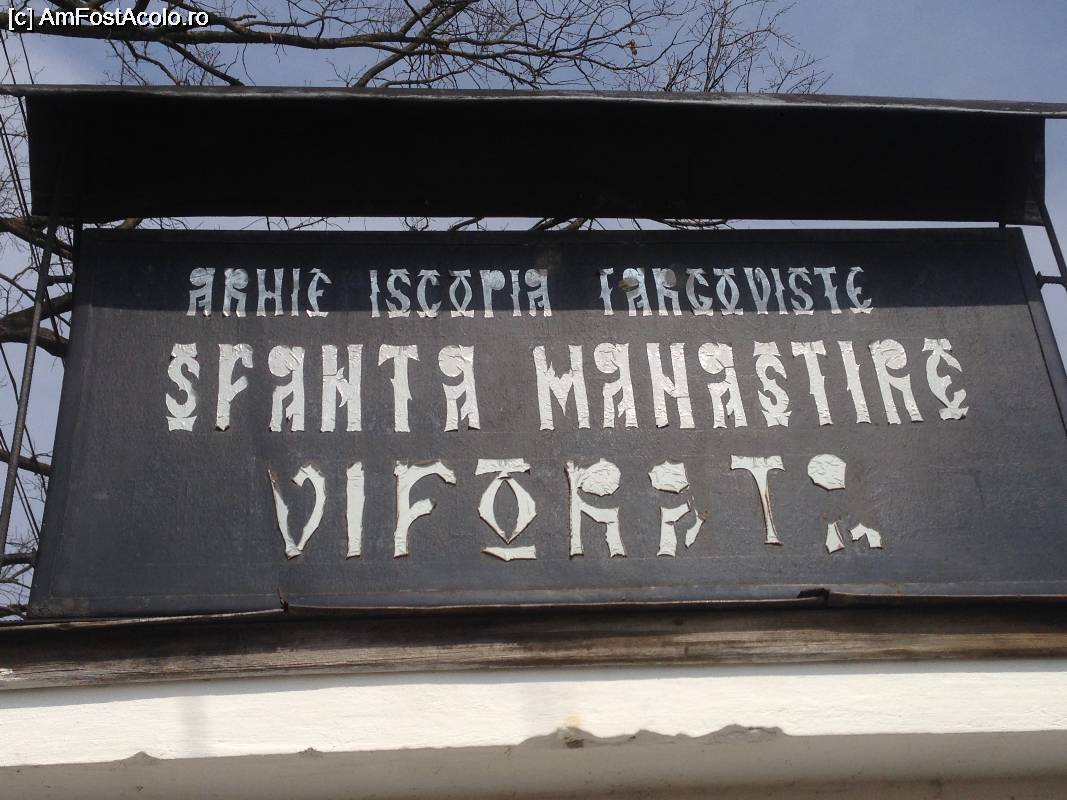 [c] AmFostAcolo.ro
ARHIE ISCOPIA TARGOVISTE
SFANTA MANASTIRE
VIFORATA